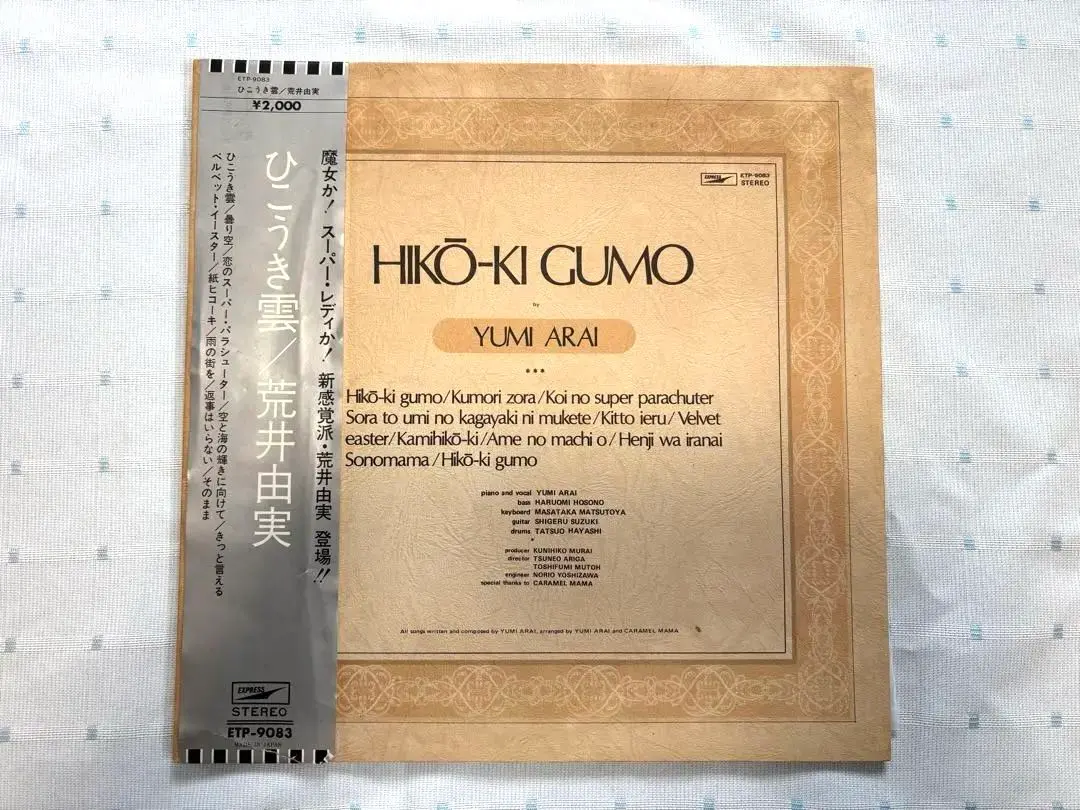 ETP-9083
ひこうき雲/荒井由実
¥2,000
魔女か!スーパー・レディか!新感覚派・荒井由実 登場!!
ひこうき雲/荒井由実
ひこうき雲/曇り空/恋のスーパー・パラシューター/空と海の輝きに向けて/きっと言える
ベルベット・イースター/紙ヒコーキ/雨の街を/返事はいらない/そのまま
EXPRESS
STEREO
ETP-9083
MADE IN JAPAN
EXPRESS
ETP-9083
STEREO
HIKŌ-KI GUMO
by
YUMI ARAI
***
Hikō-ki gumo/Kumori zora/Koi no super parachuter
Sora to umi no kagayaki ni mukete/Kitto ieru/Velvet
easter/Kamihikō-ki/Ame no machi o/Henji wa iranai
Sonomama/Hikō-ki gumo
piano and vocal YUMI ARAI
bass HARUOMI HOSONO
keyboard MASATAKA MATSUTOYA
guitar SHIGERU SUZUKI
drums TATSUO HAYASHI
*
producer KUNIHIKO MURAI
director TSUNEO ARIGA
TOSHIFUMI MUTOH
engineer NORIO YOSHIZAWA
special thanks to CARAMEL MAMA
All songs written and composed by YUMI ARAI, arranged by YUMI ARAI and CARAMEL MAMA